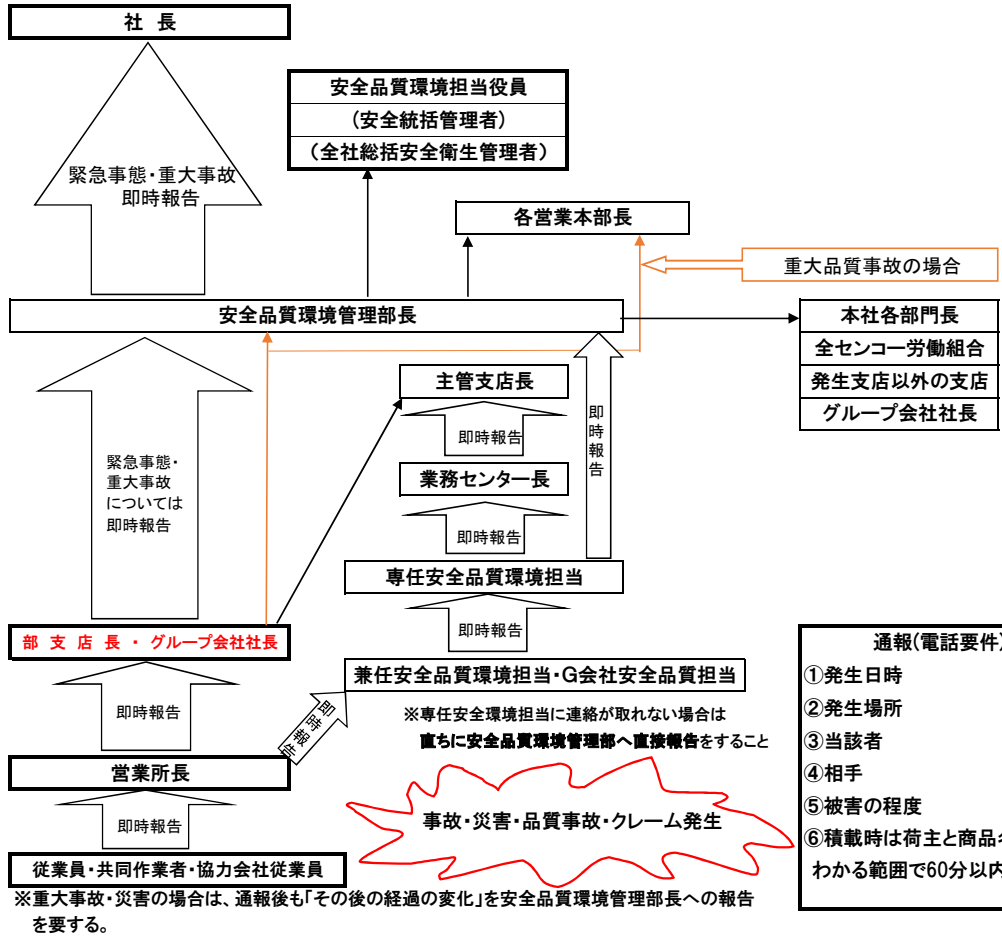 社 長
安全品質環境担当役員
(安全統括管理者)
(全社総括安全衛生管理者)
緊急事態・重大事故
即時報告
各営業本部長
重大品質事故の場合
安全品質環境管理部長
本社各部門長
全センコー労働組合
発生支店以外の支店
グループ会社社長
主管支店長
即時報告
即時報告
業務センター長
緊急事態・
重大事故
については
即時報告
即時報告
専任安全品質環境担当
即時報告
部 支 店 長 ・ グループ会社社長
兼任安全品質環境担当・G会社安全品質担当
即時報告
即時報告
※専任安全環境担当に連絡が取れない場合は
直ちに安全品質環境管理部へ直接報告をすること
営業所長
即時報告
事故・災害・品質事故・クレーム発生
従業員・共同作業者・協力会社従業員
通報(電話要件)
①発生日時
②発生場所
③当該者
④相手
⑤被害の程度
⑥積載時は荷主と商品
わかる範囲で60分以内
※重大事故・災害の場合は、通報後も「その後の経過の変化」を安全品質環境管理部長への報告
を要する。